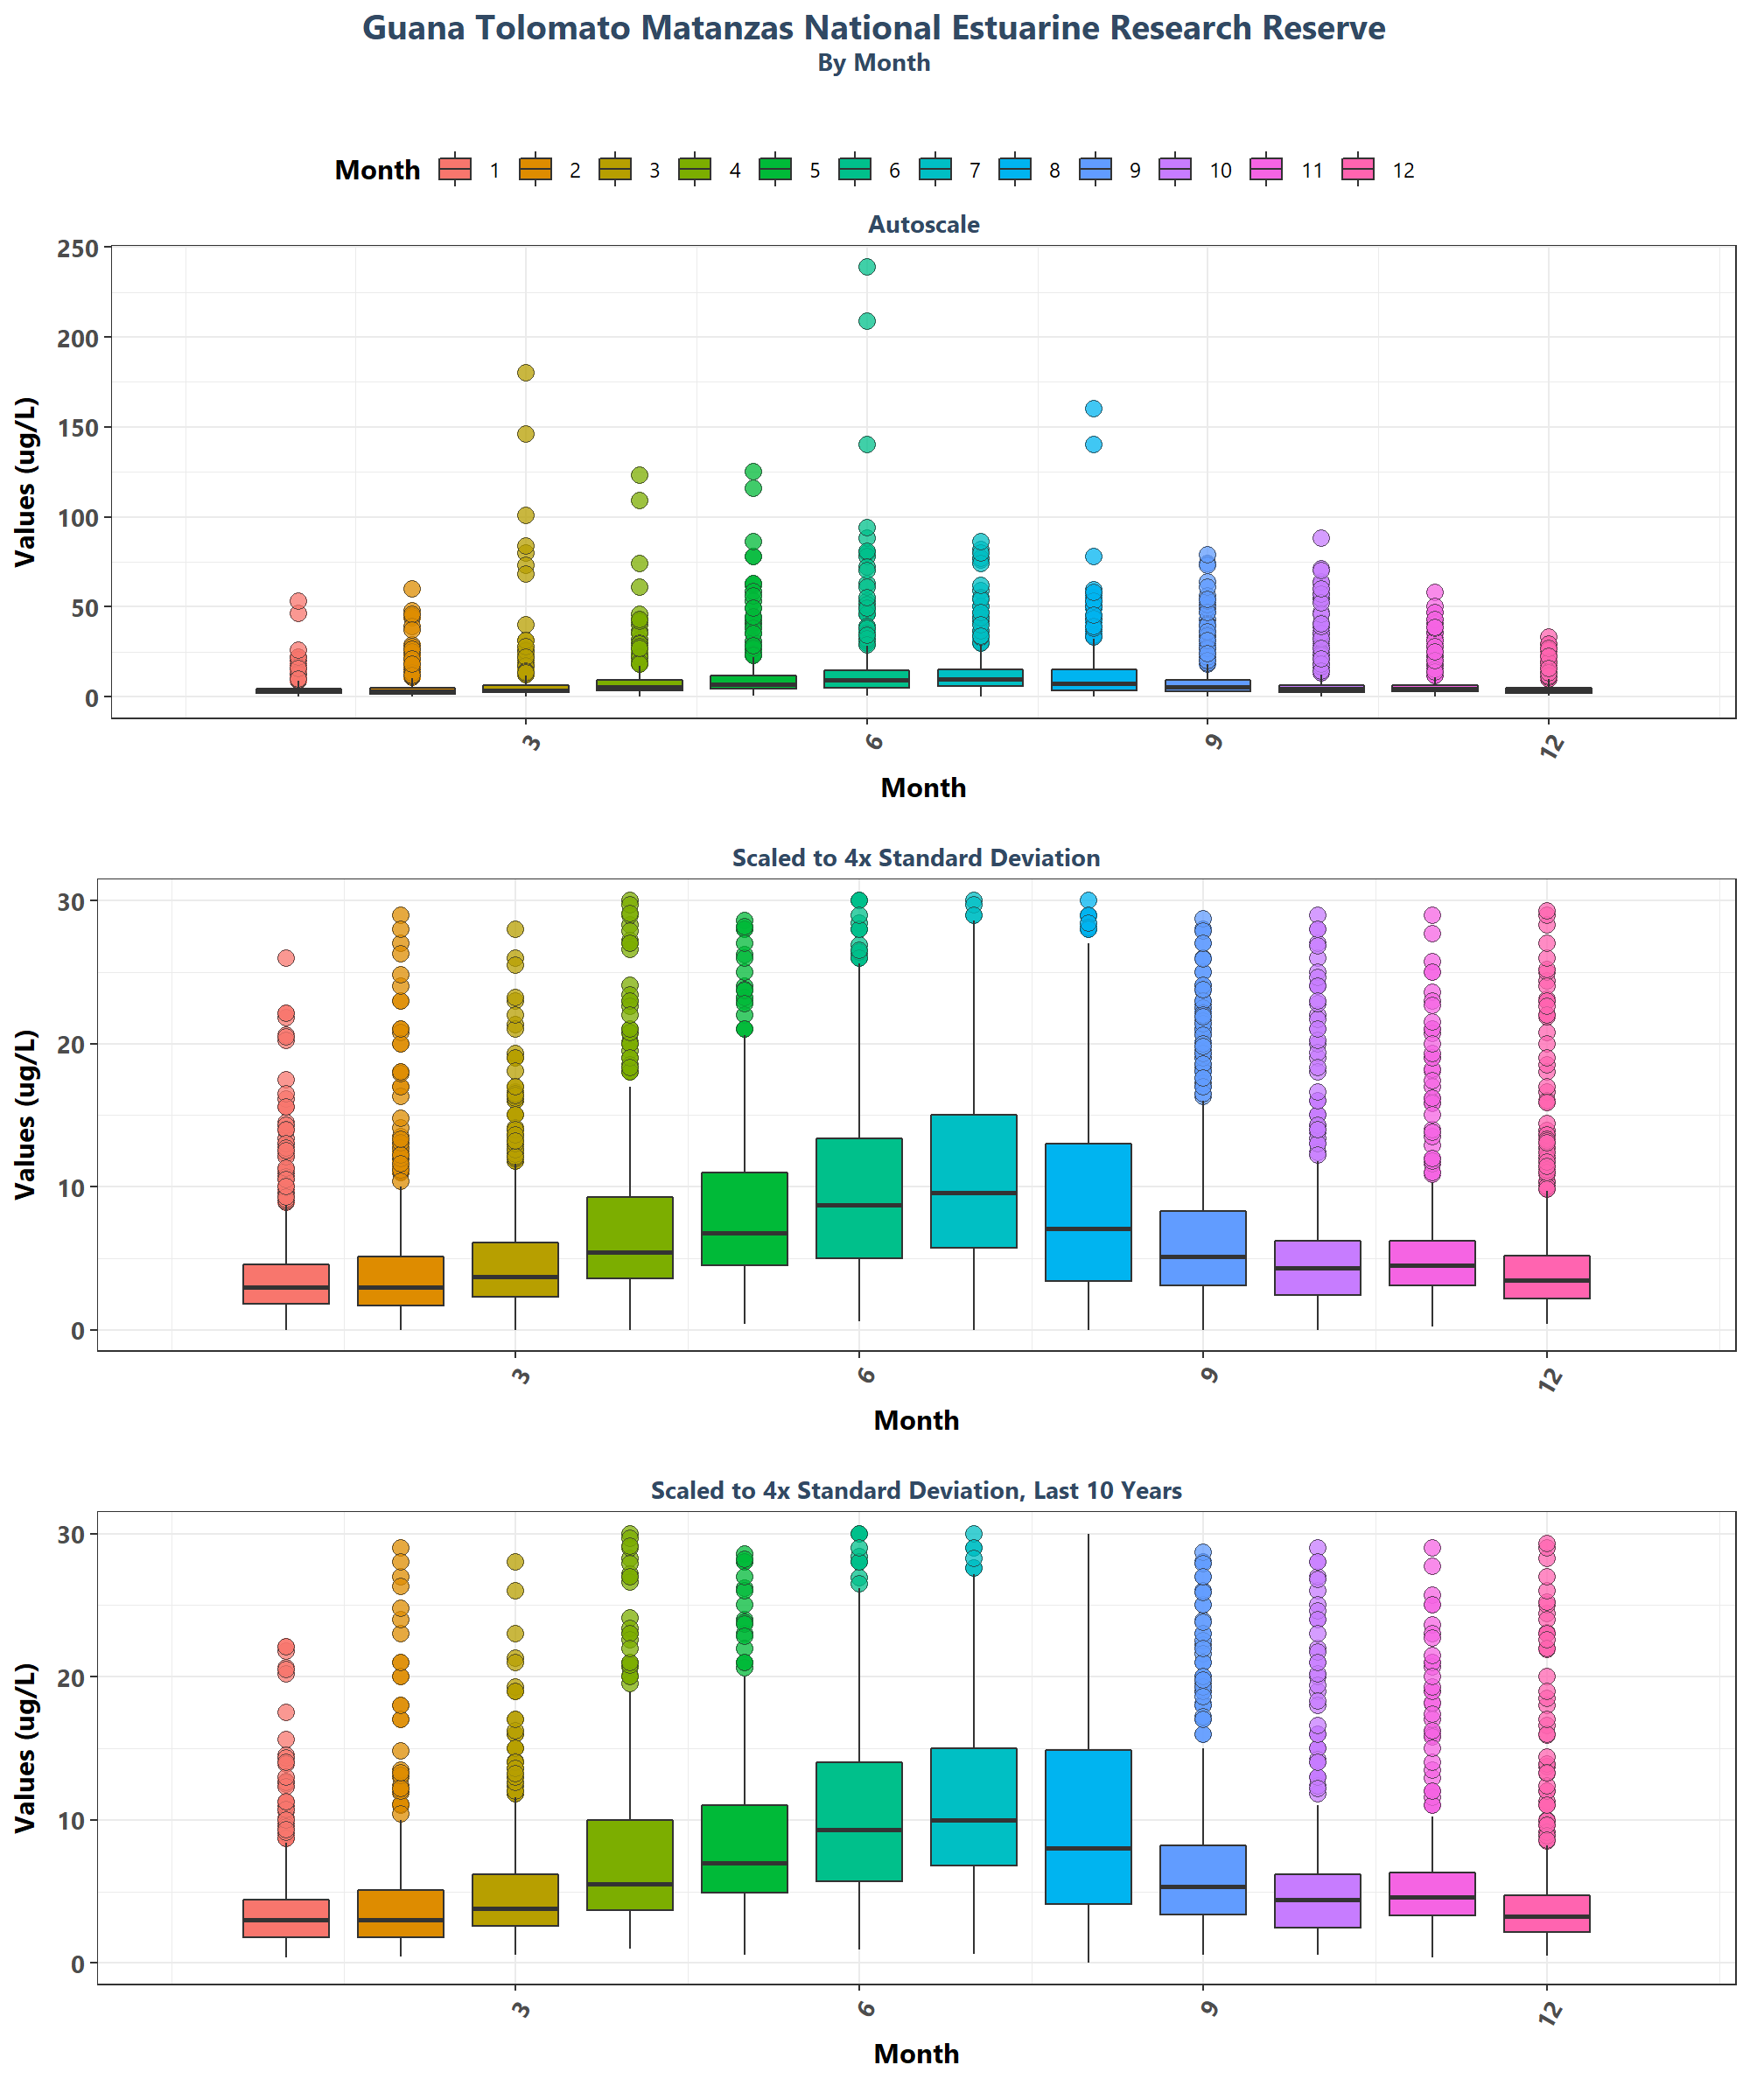 Guana Tolomato Matanzas National Estuarine Research Reserve
By Month
Month 1 2 3 4 5 6 7 8 9 10 11 12
Autoscale
Values (ug/L)
250
200
150
100
50
0
3 6 9 12
Month
Scaled to 4x Standard Deviation
Values (ug/L)
30
20
10
0
3 6 9 12
Month
Scaled to 4x Standard Deviation, Last 10 Years
Values (ug/L)
30
20
10
0
3 6 9 12
Month